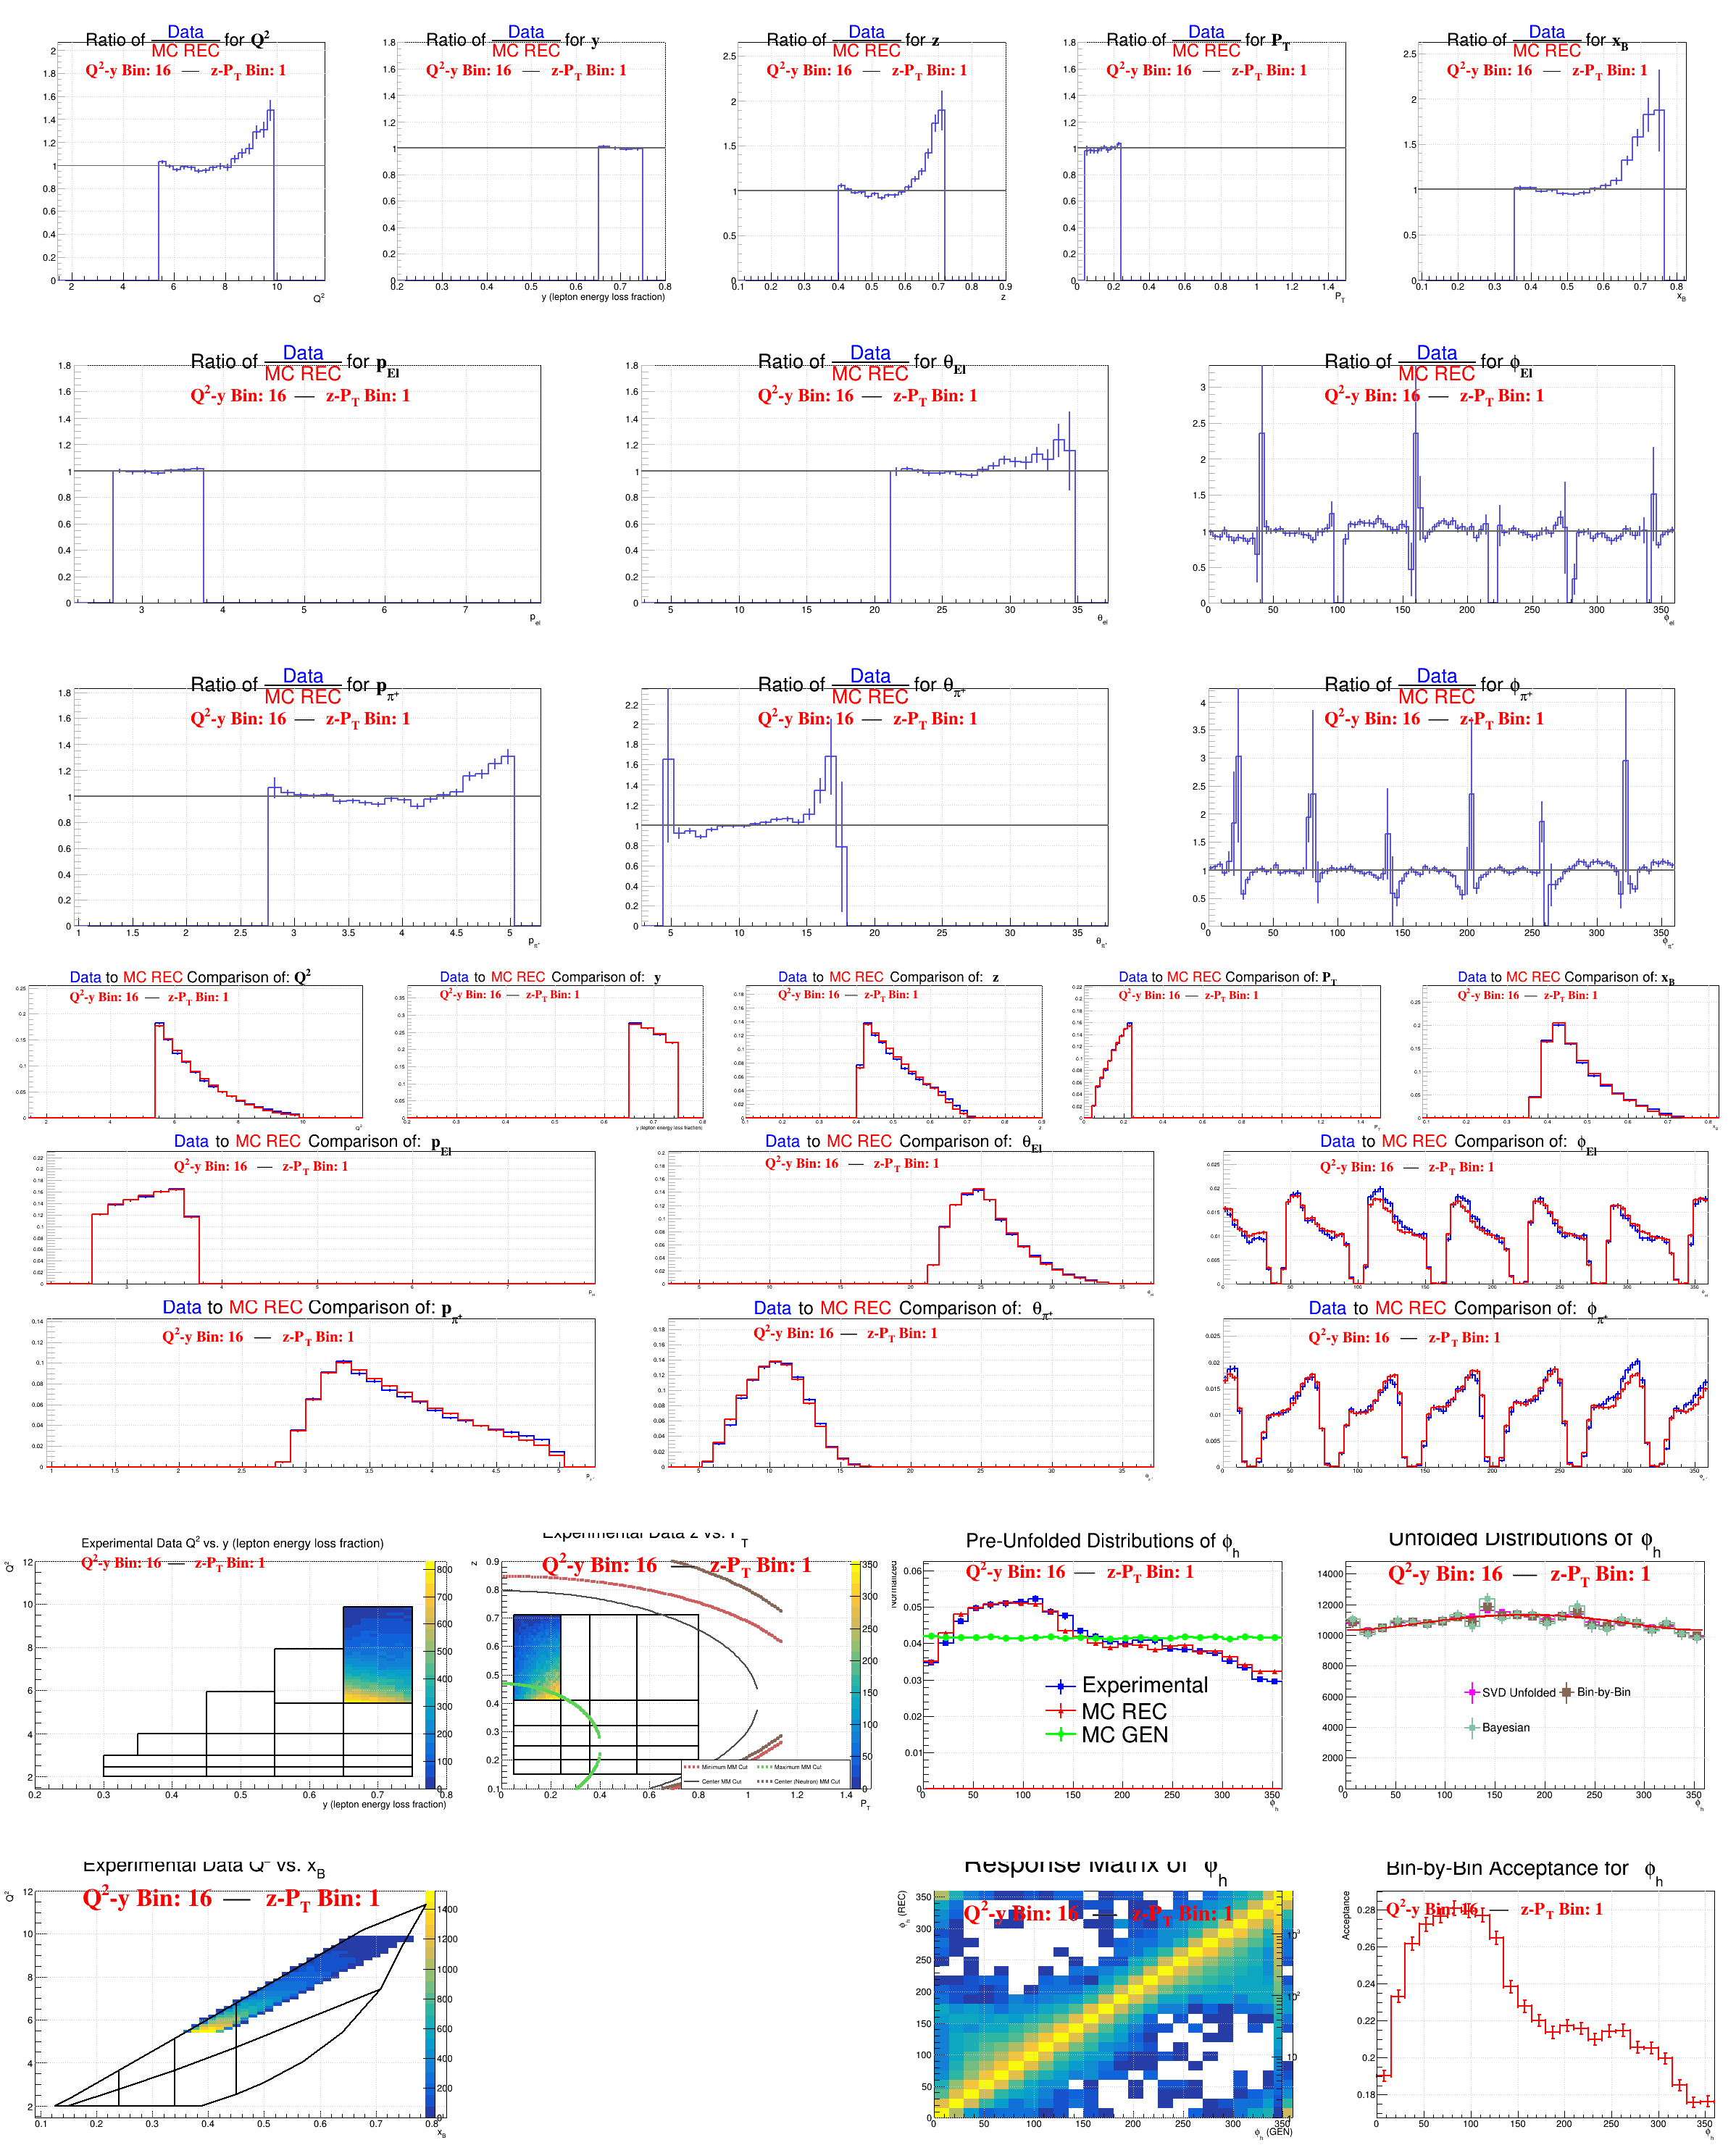 Ratio of Data/MC REC for Q²
Q²-y Bin: 16 — z-P_T Bin: 1
Q²
Ratio of Data/MC REC for y
Q²-y Bin: 16 — z-P_T Bin: 1
y (lepton energy loss fraction)
Ratio of Data/MC REC for z
Q²-y Bin: 16 — z-P_T Bin: 1
z
Ratio of Data/MC REC for P_T
Q²-y Bin: 16 — z-P_T Bin: 1
P_T
Ratio of Data/MC REC for x_B
Q²-y Bin: 16 — z-P_T Bin: 1
x_B
Ratio of Data/MC REC for p_El
Q²-y Bin: 16 — z-P_T Bin: 1
p_el
Ratio of Data/MC REC for θ_El
Q²-y Bin: 16 — z-P_T Bin: 1
θ_el
Ratio of Data/MC REC for ϕ_El
Q²-y Bin: 16 — z-P_T Bin: 1
ϕ_el
Ratio of Data/MC REC for p_π⁺
Q²-y Bin: 16 — z-P_T Bin: 1
p_π⁺
Ratio of Data/MC REC for θ_π⁺
Q²-y Bin: 16 — z-P_T Bin: 1
θ_π⁺
Ratio of Data/MC REC for ϕ_π⁺
Q²-y Bin: 16 — z-P_T Bin: 1
ϕ_π⁺
Data to MC REC Comparison of: Q²
Q²-y Bin: 16 — z-P_T Bin: 1
Data to MC REC Comparison of: y
Q²-y Bin: 16 — z-P_T Bin: 1
y (lepton energy loss fraction)
Data to MC REC Comparison of: z
Q²-y Bin: 16 — z-P_T Bin: 1
Data to MC REC Comparison of: P_T
Q²-y Bin: 16 — z-P_T Bin: 1
Data to MC REC Comparison of: x_B
Q²-y Bin: 16 — z-P_T Bin: 1
Data to MC REC Comparison of: p_El
Q²-y Bin: 16 — z-P_T Bin: 1
Data to MC REC Comparison of: θ_El
Q²-y Bin: 16 — z-P_T Bin: 1
Data to MC REC Comparison of: ϕ_El
Q²-y Bin: 16 — z-P_T Bin: 1
Data to MC REC Comparison of: p_π⁺
Q²-y Bin: 16 — z-P_T Bin: 1
Data to MC REC Comparison of: θ_π⁺
Q²-y Bin: 16 — z-P_T Bin: 1
Data to MC REC Comparison of: ϕ_π⁺
Q²-y Bin: 16 — z-P_T Bin: 1
Experimental Data Q² vs. y (lepton energy loss fraction)
Q²-y Bin: 16 — z-P_T Bin: 1
Q²
y (lepton energy loss fraction)
Experimental Data z vs. P_T
Q²-y Bin: 16 — z-P_T Bin: 1
Minimum MM Cut
Maximum MM Cut
Center MM Cut
Center (Neutron) MM Cut
P_T
Pre-Unfolded Distributions of ϕ_h
Q²-y Bin: 16 — z-P_T Bin: 1
Normalized
Experimental
MC REC
MC GEN
ϕ_h
Unfolded Distributions of ϕ_h
Q²-y Bin: 16 — z-P_T Bin: 1
SVD Unfolded
Bin-by-Bin
Bayesian
ϕ_h
Experimental Data Q² vs. x_B
Q²-y Bin: 16 — z-P_T Bin: 1
Q²
x_B
Response Matrix of ϕ_h
Q²-y Bin: 16 — z-P_T Bin: 1
ϕ_h (REC)
ϕ_h (GEN)
Bin-by-Bin Acceptance for ϕ_h
Q²-y Bin: 16 — z-P_T Bin: 1
Acceptance
ϕ_h